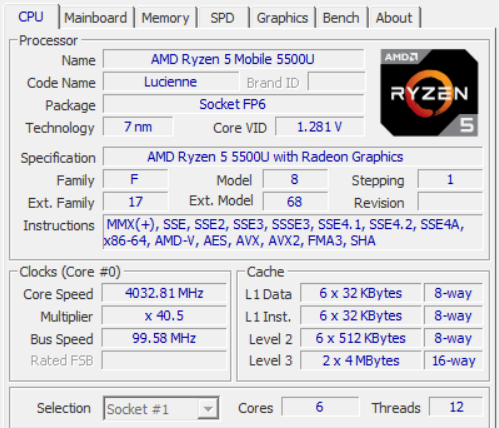 CPU Mainboard Memory SPD Graphics Bench About
Processor
Name AMD Ryzen 5 Mobile 5500U
Code Name Lucienne Brand ID
Package Socket FP6
Technology 7 nm Core VID 1.281 V
AMD
RYZEN
5
Specification AMD Ryzen 5 5500U with Radeon Graphics
Family F Model 8 Stepping 1
Ext. Family 17 Ext. Model 68 Revision
Instructions MMX(+), SSE, SSE2, SSE3, SSSE3, SSE4.1, SSE4.2, SSE4A,
x86-64, AMD-V, AES, AVX, AVX2, FMA3, SHA
Clocks (Core #0)
Core Speed 4032.81 MHz
Multiplier x 40.5
Bus Speed 99.58 MHz
Rated FSB
Cache
L1 Data 6 x 32 KBytes 8-way
L1 Inst. 6 x 32 KBytes 8-way
Level 2 6 x 512 KBytes 8-way
Level 3 2 x 4 MBytes 16-way
Selection Socket #1 Cores 6 Threads 12